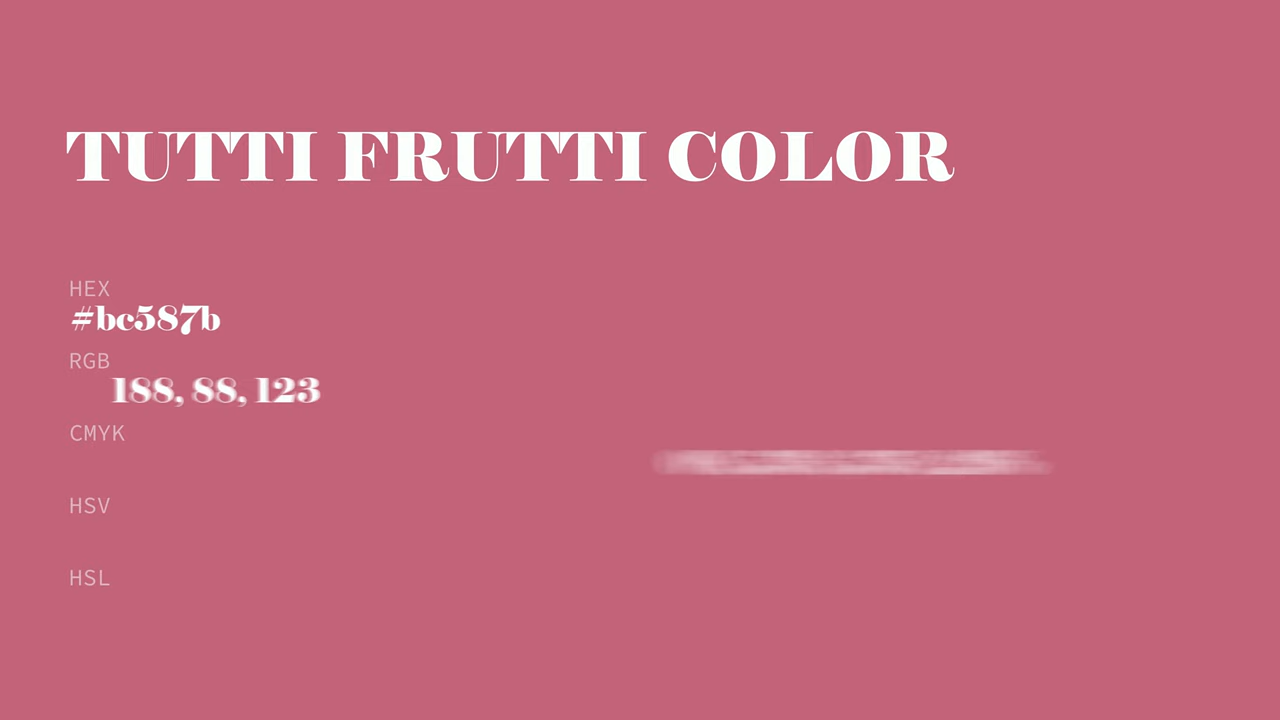 TUTTI FRUTTI COLOR
HEX
#bc587b
RGB
188, 88, 123
CMYK
HSV
HSL